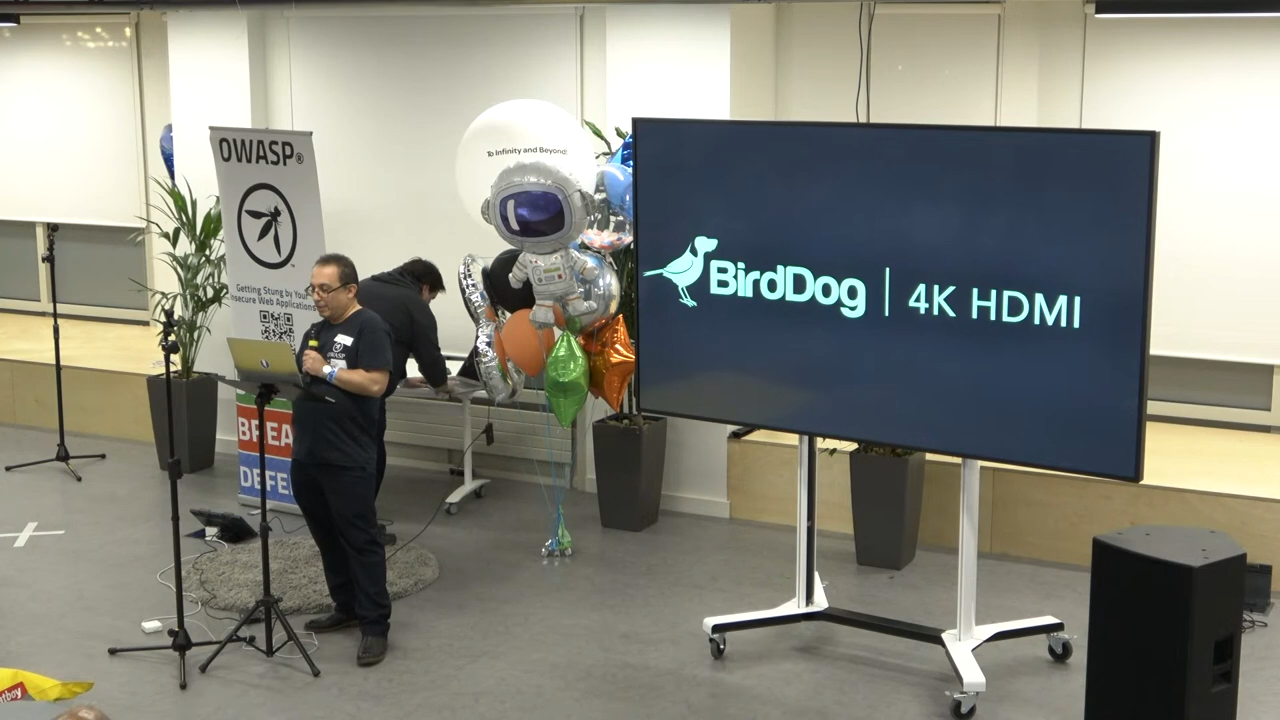 OWASP®
Getting Stung by Your
Insecure Web Applications
To Infinity and Beyond!
BirdDog | 4K HDMI
OWASP
BREA
DEFE